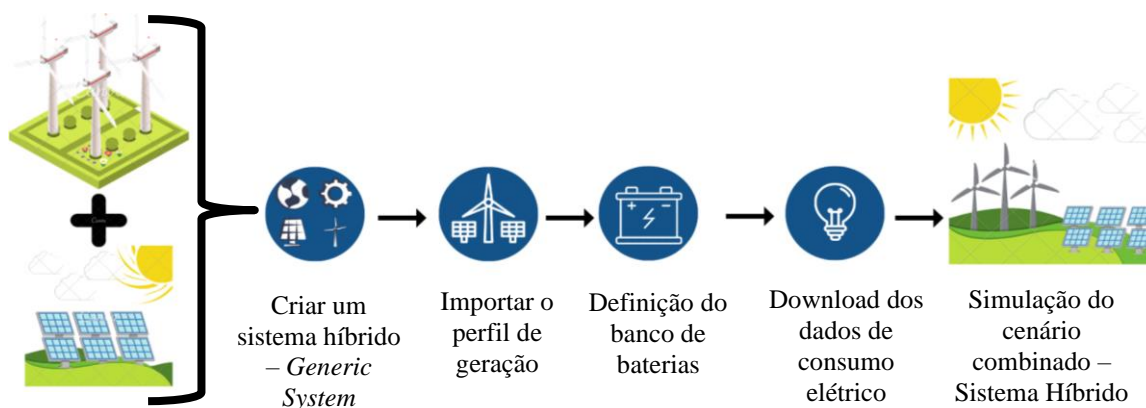 Criar um
sistema híbrido
– Generic
System
Importar o
perfil de
geração
Definição do
banco de
baterias
Download dos
dados de
consumo
elétrico
Simulação do
cenário
combinado –
Sistema Híbrido